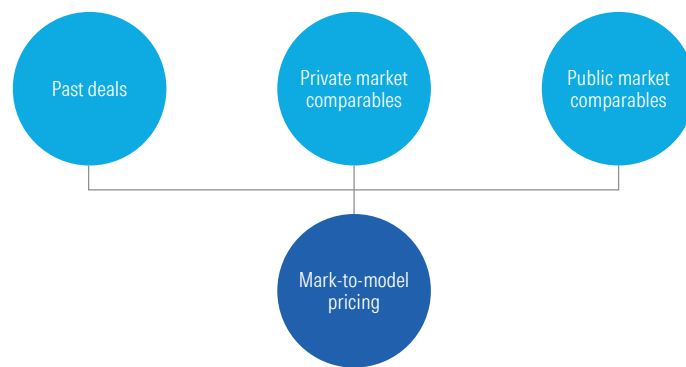 Past deals
Private market
comparables
Public market
comparables
Mark-to-model
pricing